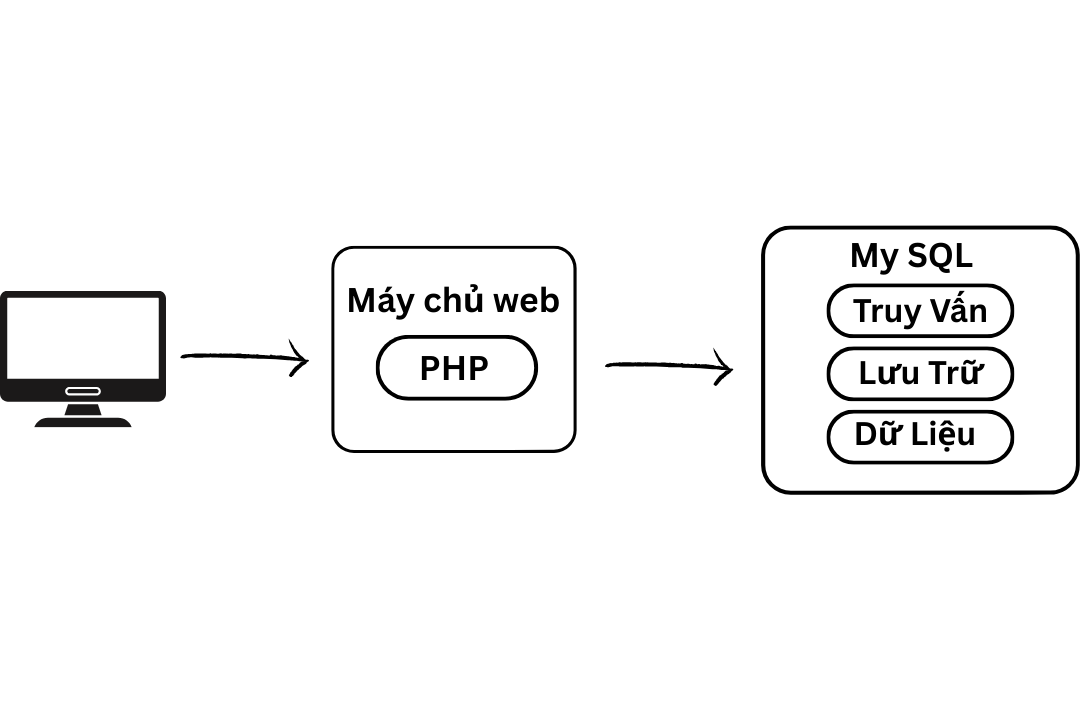 Máy chủ web
PHP
My SQL
Truy Vấn
Lưu Trữ
Dữ Liệu